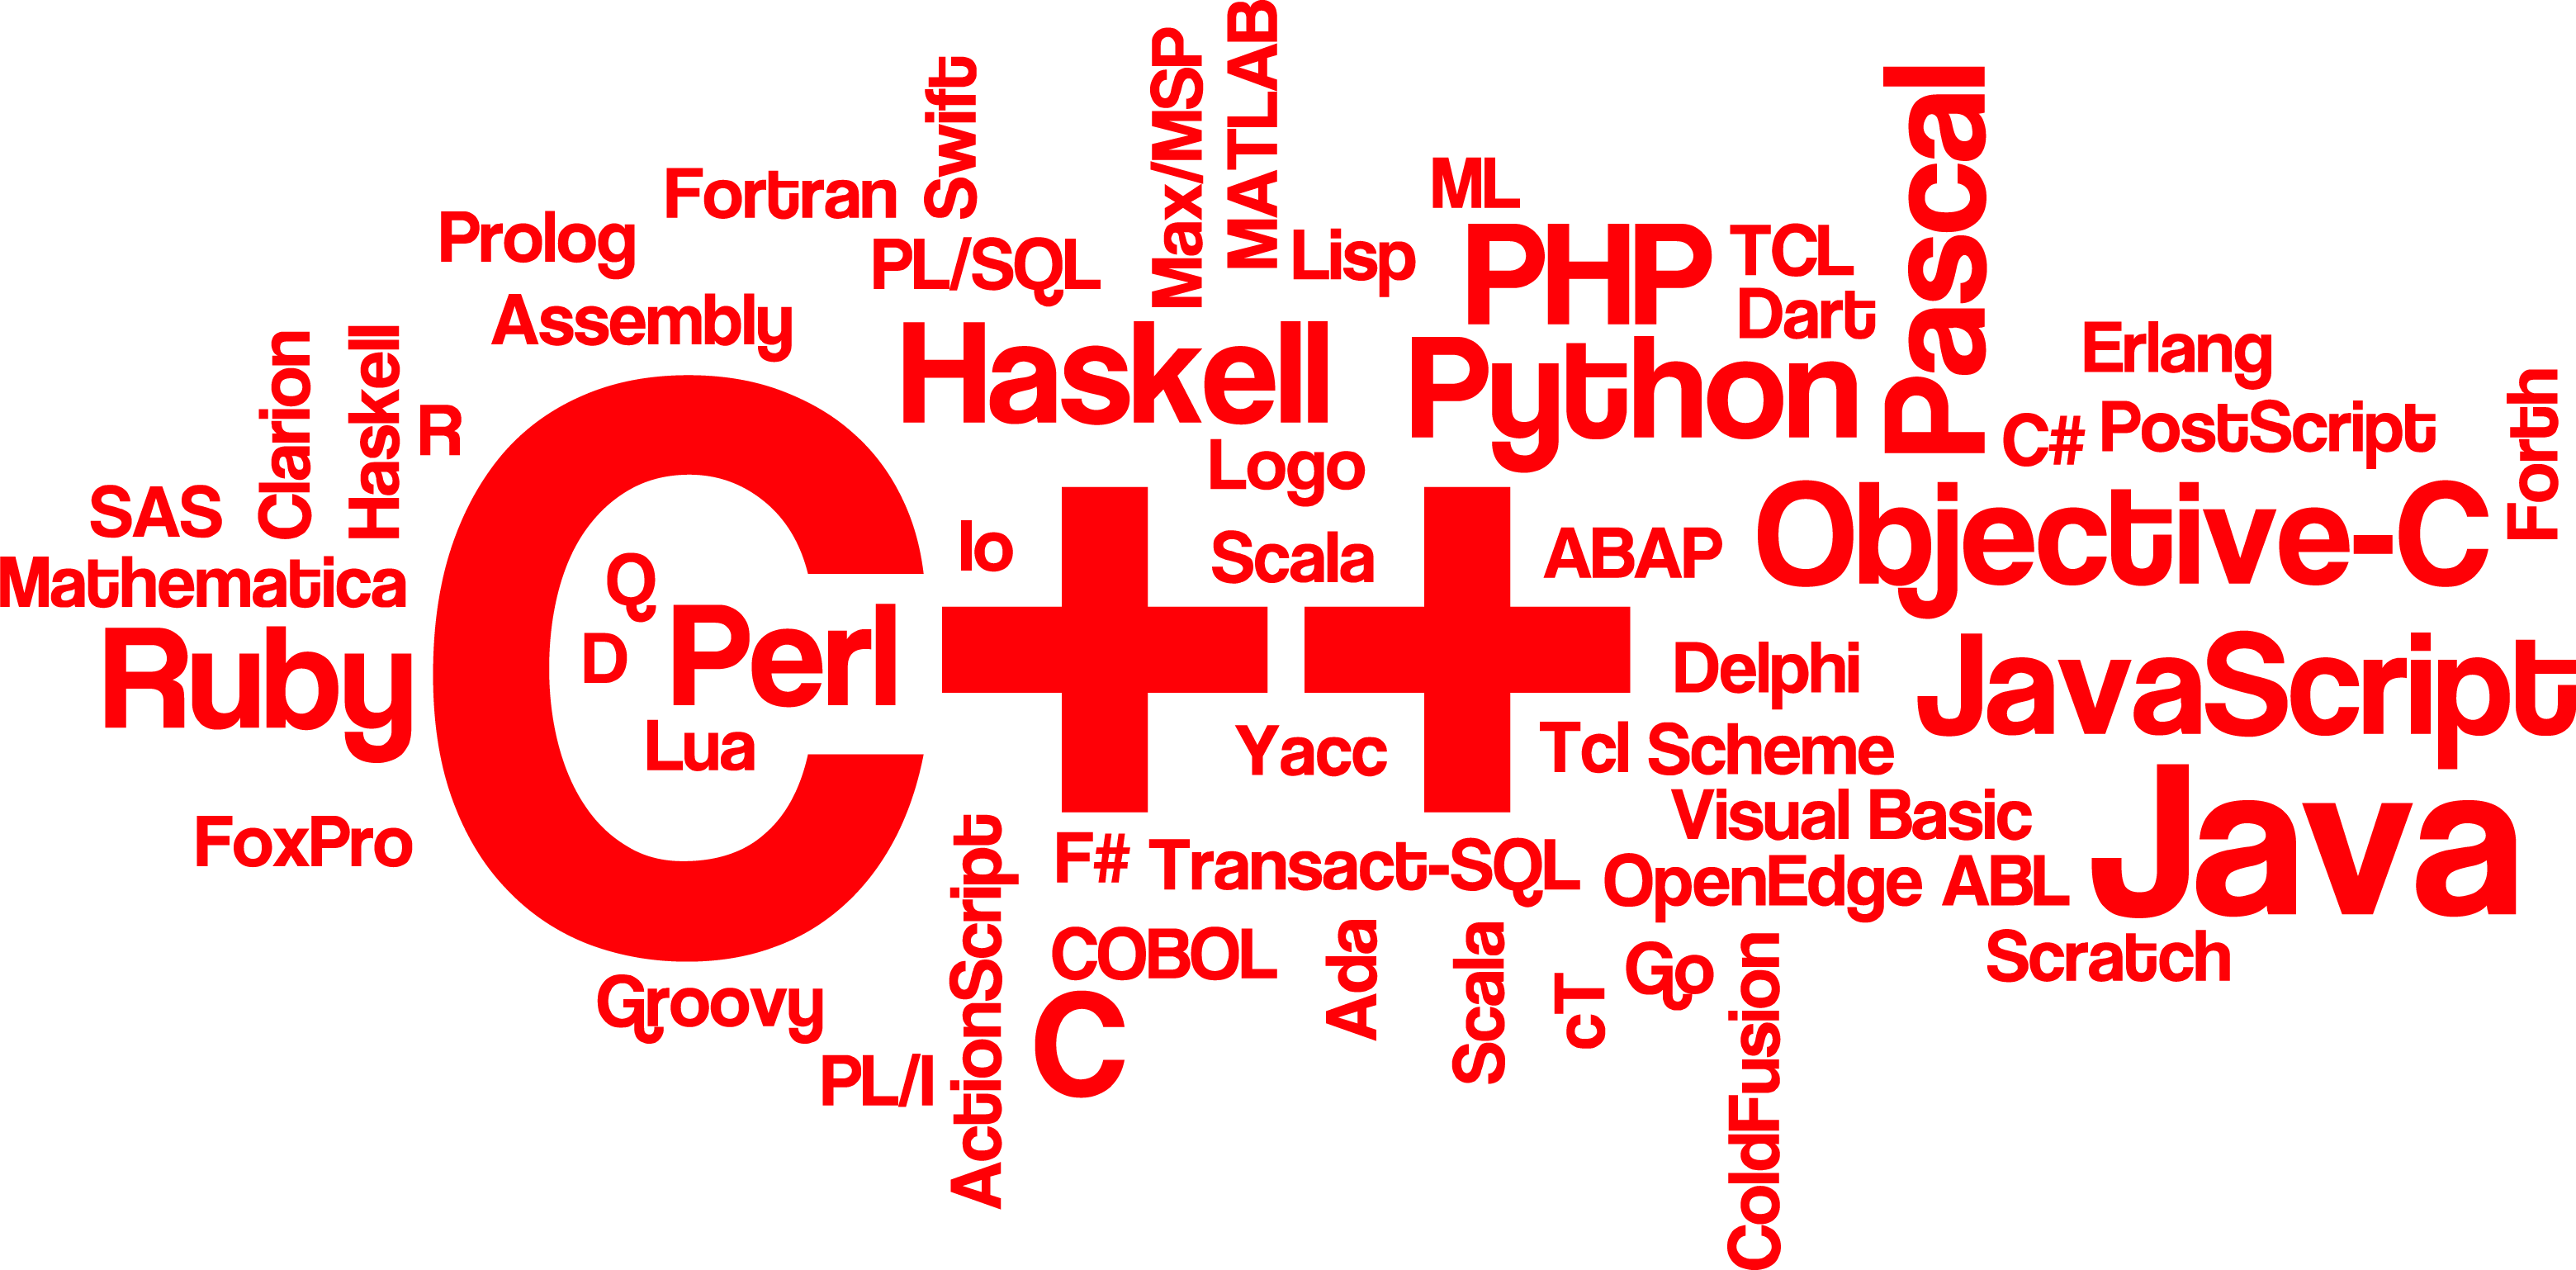 Swift
Max/MSP
MATLAB
Pascal
Fortran
ML
Prolog
PL/SQL
Lisp
PHP
TCL
Dart
Assembly
Haskell
Python
Erlang
Clarion
Haskell
R
C#
PostScript
Forth
Logo
SAS
Objective-C
Io
Scala
ABAP
Mathematica
Q
C++
Ruby
D
Perl
Delphi
JavaScript
Lua
Yacc
Tcl
Scheme
Visual Basic
Java
FoxPro
ActionScript
F#
Transact-SQL
OpenEdge ABL
COBOL
Ada
Scala
cT
Go
ColdFusion
Scratch
Groovy
C
PL/I